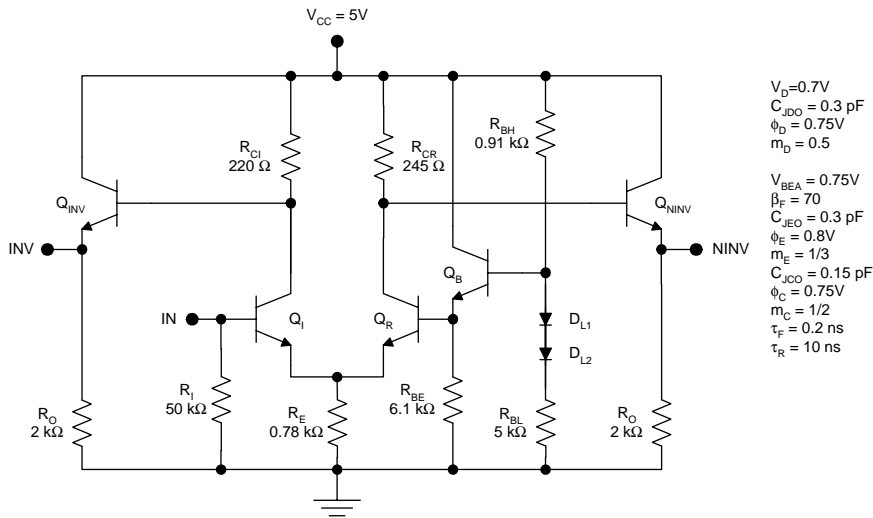 V_CC = 5V
R_CI
220 Ω
R_CR
245 Ω
R_BH
0.91 kΩ
Q_INV
Q_NINV
INV
NINV
Q_B
IN
Q_I
Q_R
D_L1
D_L2
R_O
2 kΩ
R_I
50 kΩ
R_E
0.78 kΩ
R_BE
6.1 kΩ
R_BL
5 kΩ
R_O
2 kΩ
V_D=0.7V
C_JDO = 0.3 pF
ϕ_D = 0.75V
m_D = 0.5
V_BEA = 0.75V
β_F = 70
C_JEO = 0.3 pF
ϕ_E = 0.8V
m_E = 1/3
C_JCO = 0.15 pF
ϕ_C = 0.75V
m_C = 1/2
τ_F = 0.2 ns
τ_R = 10 ns